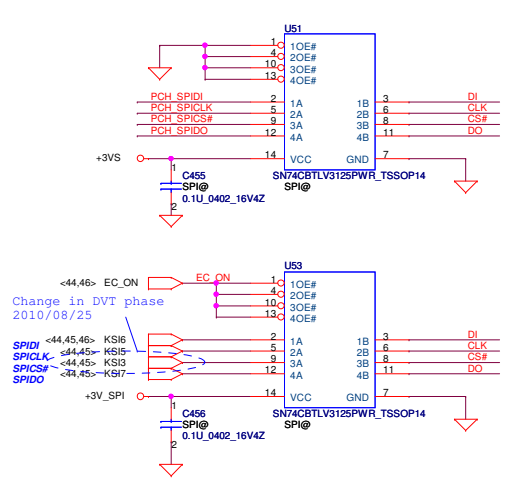 U51
1 1OE#
4 2OE#
10 3OE#
13 4OE#
PCH_SPIDI 2 1A 1B 3 DI
PCH_SPICLK 5 2A 2B 6 CLK
PCH_SPICS# 9 3A 3B 8 CS#
PCH_SPIDO 12 4A 4B 11 DO
+3VS 14 VCC GND 7
SN74CBTLV3125PWR_TSSOP14
SPI@
1
C455
SPI@
0.1U_0402_16V4Z
2
U53
<44,46> EC_ON EC_ON 1 1OE#
4 2OE#
10 3OE#
13 4OE#
Change in DVT phase
2010/08/25
SPIDI <44,45,46> KSI6 2 1A 1B 3 DI
SPICLK <44,45> KSI5 5 2A 2B 6 CLK
SPICS# <44,45> KSI3 9 3A 3B 8 CS#
SPIDO <44,45> KSI7 12 4A 4B 11 DO
+3V_SPI 14 VCC GND 7
SN74CBTLV3125PWR_TSSOP14
SPI@
1
C456
SPI@
0.1U_0402_16V4Z
2